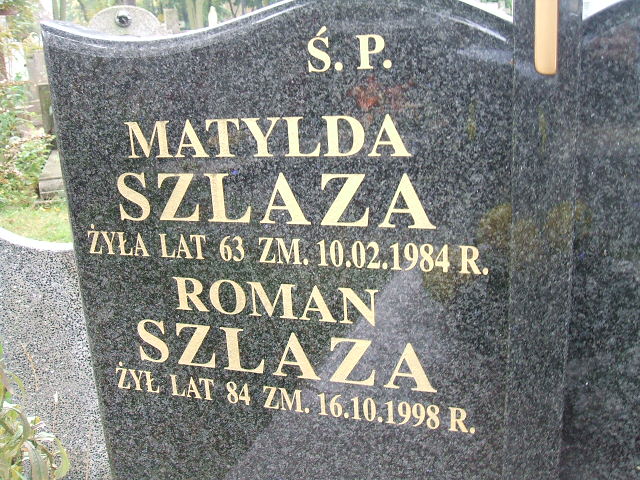 Ś. P.
MATYLDA
SZLAZA
ŻYŁA LAT 63 ZM. 10.02.1984 R.
ROMAN
SZLAZA
ŻYŁ LAT 84 ZM. 16.10.1998 R.